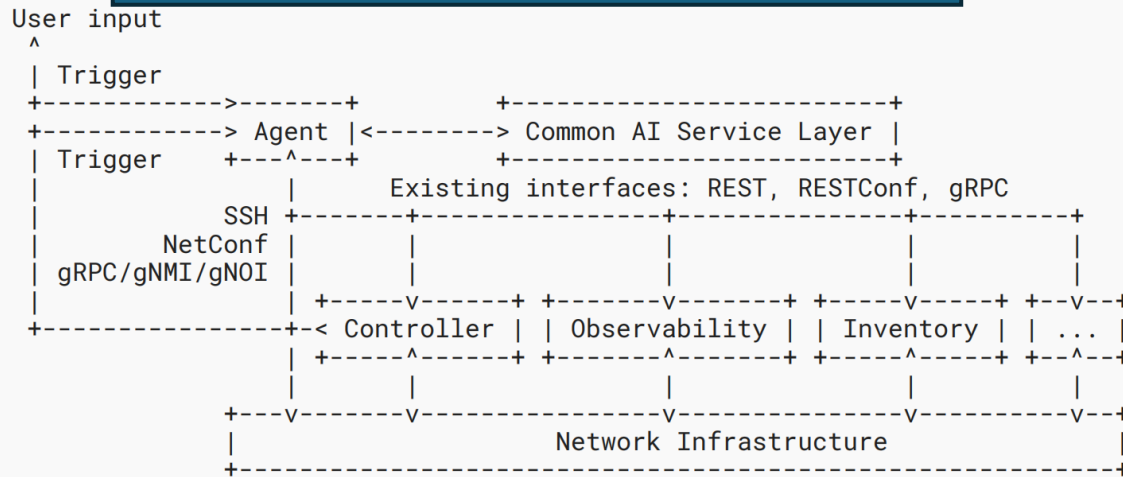 User input
  ^
  | Trigger
  +------------>-------+         +-------------------------+
  +------------> Agent |<--------> Common AI Service Layer |
  | Trigger    +---^---+         +-------------------------+
  |                |      Existing interfaces: REST, RESTConf, gRPC
  |            SSH +-------+----------------+---------------+----------+
  |        NetConf |       |                |               |          |
  | gRPC/gNMI/gNOI |       |                |               |          |
  |                | +-----v------+ +-------v-------+ +-----v-----+ +--v--+
  +----------------+-< Controller | | Observability | | Inventory | | ... |
                   | +-----^------+ +-------^-------+ +-----^-----+ +--^--+
                   |       |                |               |          |
               +---v-------v----------------v---------------v----------v--+
               |                     Network Infrastructure               |
               +----------------------------------------------------------+